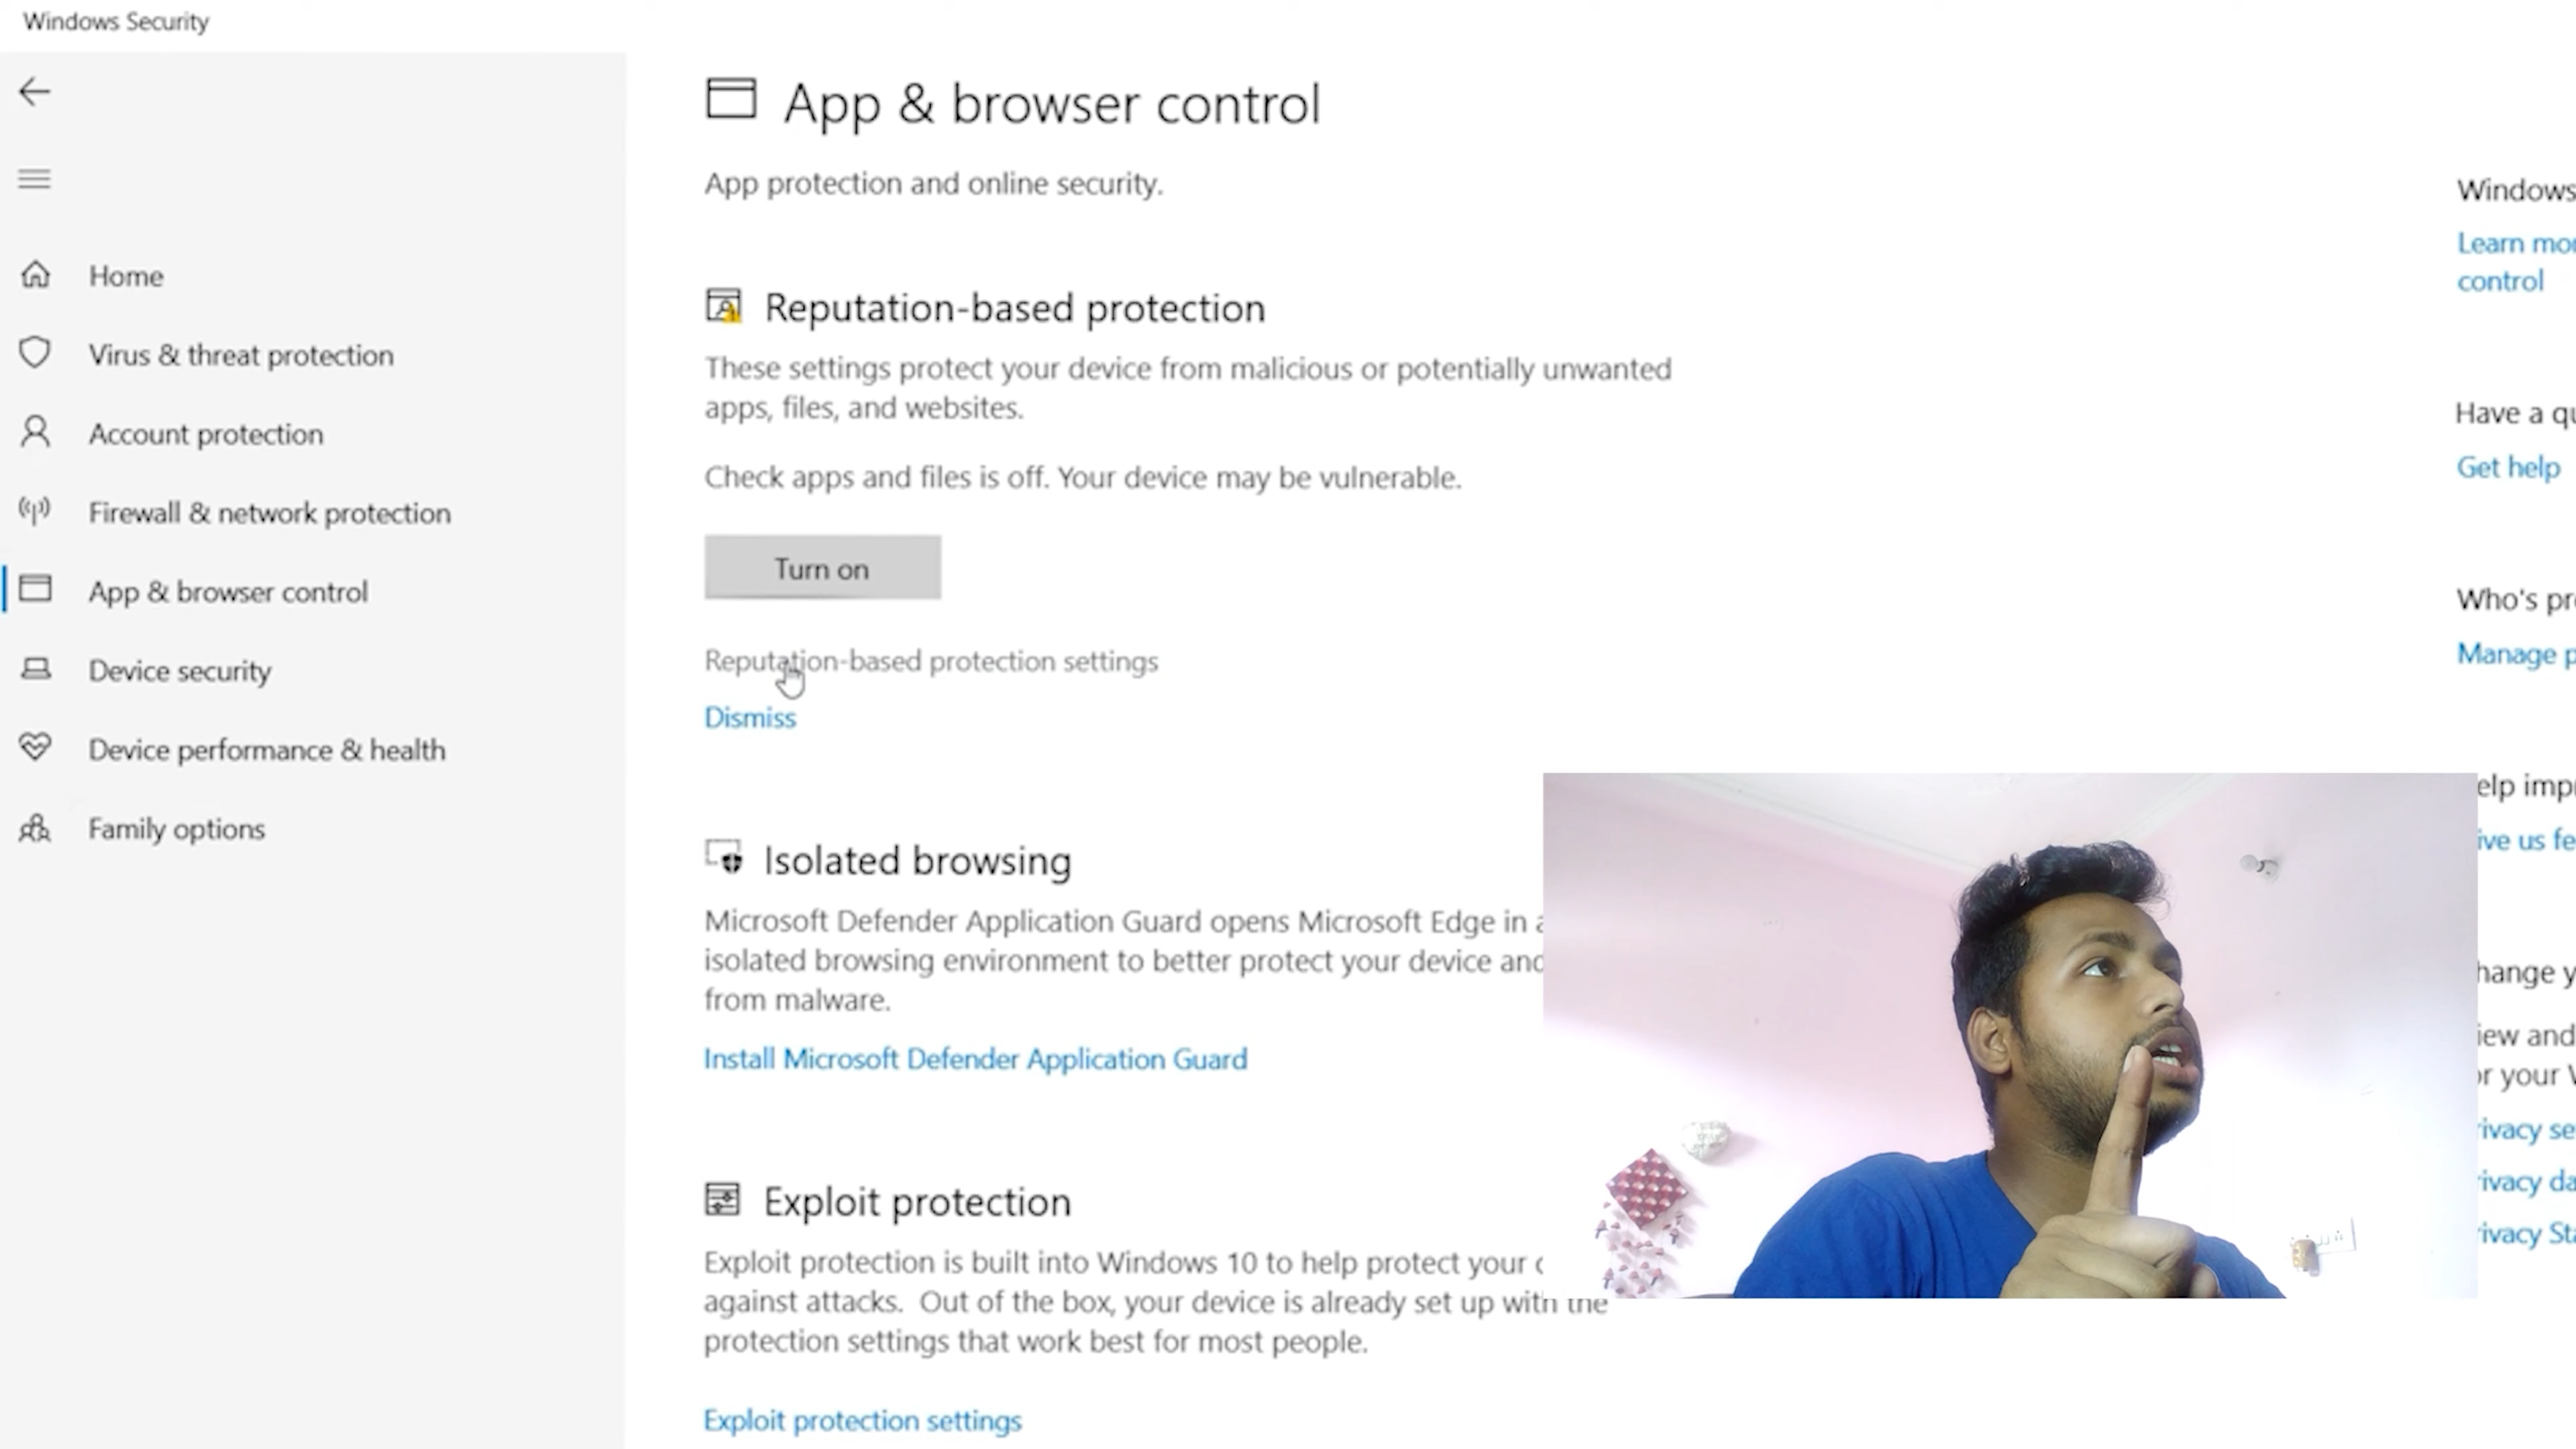 Windows Security
Home
Virus & threat protection
Account protection
Firewall & network protection
App & browser control
Device security
Device performance & health
Family options
App & browser control
App protection and online security.
Reputation-based protection
These settings protect your device from malicious or potentially unwanted
apps, files, and websites.
Check apps and files is off. Your device may be vulnerable.
Turn on
Reputation-based protection settings
Dismiss
Isolated browsing
Microsoft Defender Application Guard opens Microsoft Edge in
isolated browsing environment to better protect your device and
from malware.
Install Microsoft Defender Application Guard
Exploit protection
Exploit protection is built into Windows 10 to help protect your
against attacks. Out of the box, your device is already set up with the
protection settings that work best for most people.
Exploit protection settings
Windows
Learn
control
Have a
Get help
Who's
Manage
us
and
your